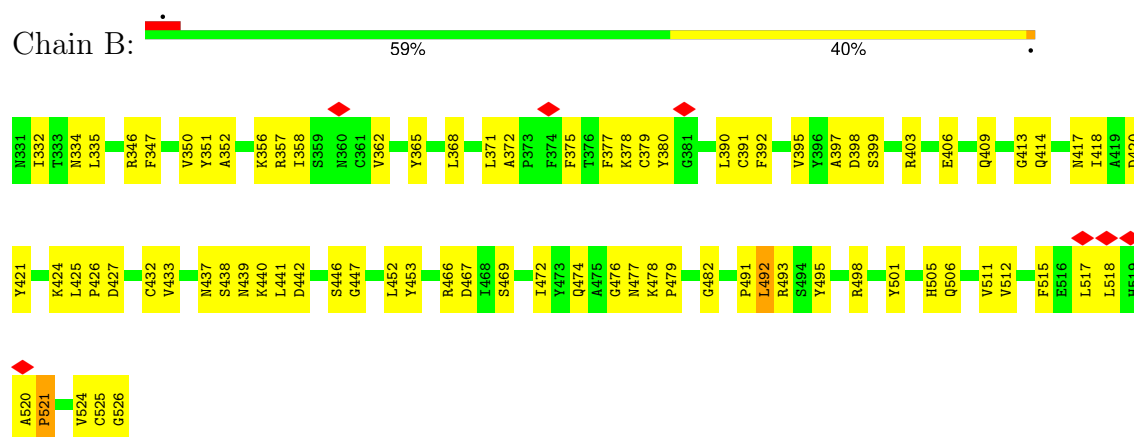 Chain B:
59% 40%
N331 I332 T333 N334 L335 R346 F347 V350 Y351 A352 K356 R357 I358 S359 N360 C361 V362 Y365 L368 L371 A372 P373 F374 F375 T376 F377 K378 C379 Y380 G381 L390 C391 F392 V395 Y396 A397 D398 S399 R403 E406 Q409 G413 Q414 N417 I418 A419 D420
Y421 K424 L425 P426 D427 C432 V433 N437 S438 N439 K440 L441 D442 S446 G447 L452 Y453 R466 D467 I468 S469 I472 Y473 Q474 A475 G476 N477 K478 P479 G482 P491 L492 R493 S494 Y495 R498 Y501 H505 Q506 V511 V512 F515 E516 L517 L518 H519
A520 P521 V524 C525 G526